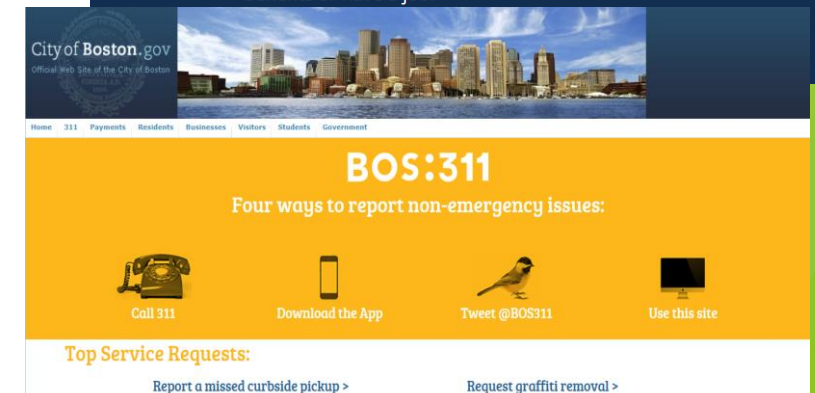 City of Boston.gov
Official Web Site of the City of Boston
Home 311 Payments Residents Businesses Visitors Students Government
BOS:311
Four ways to report non-emergency issues:
Call 311 Download the App Tweet @BOS311 Use this site
Top Service Requests:
Report a missed curbside pickup > Request graffiti removal >